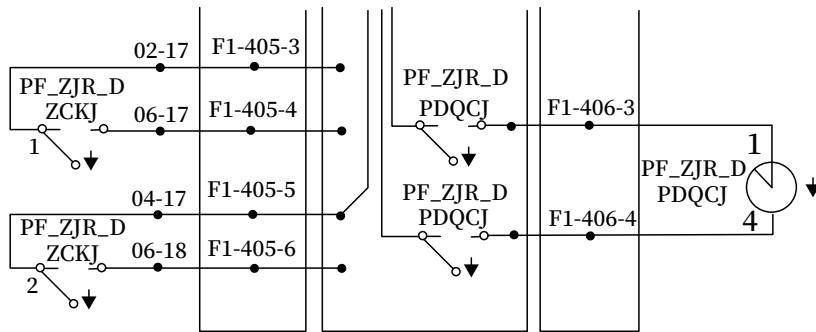 02-17 F1-405-3
PF_ZJR_D
ZCKJ
06-17 F1-405-4
1
04-17 F1-405-5
PF_ZJR_D
ZCKJ
06-18 F1-405-6
2
PF_ZJR_D
PDQCJ
F1-406-3
PF_ZJR_D
PDQCJ
F1-406-4
1
PF_ZJR_D
PDQCJ
4